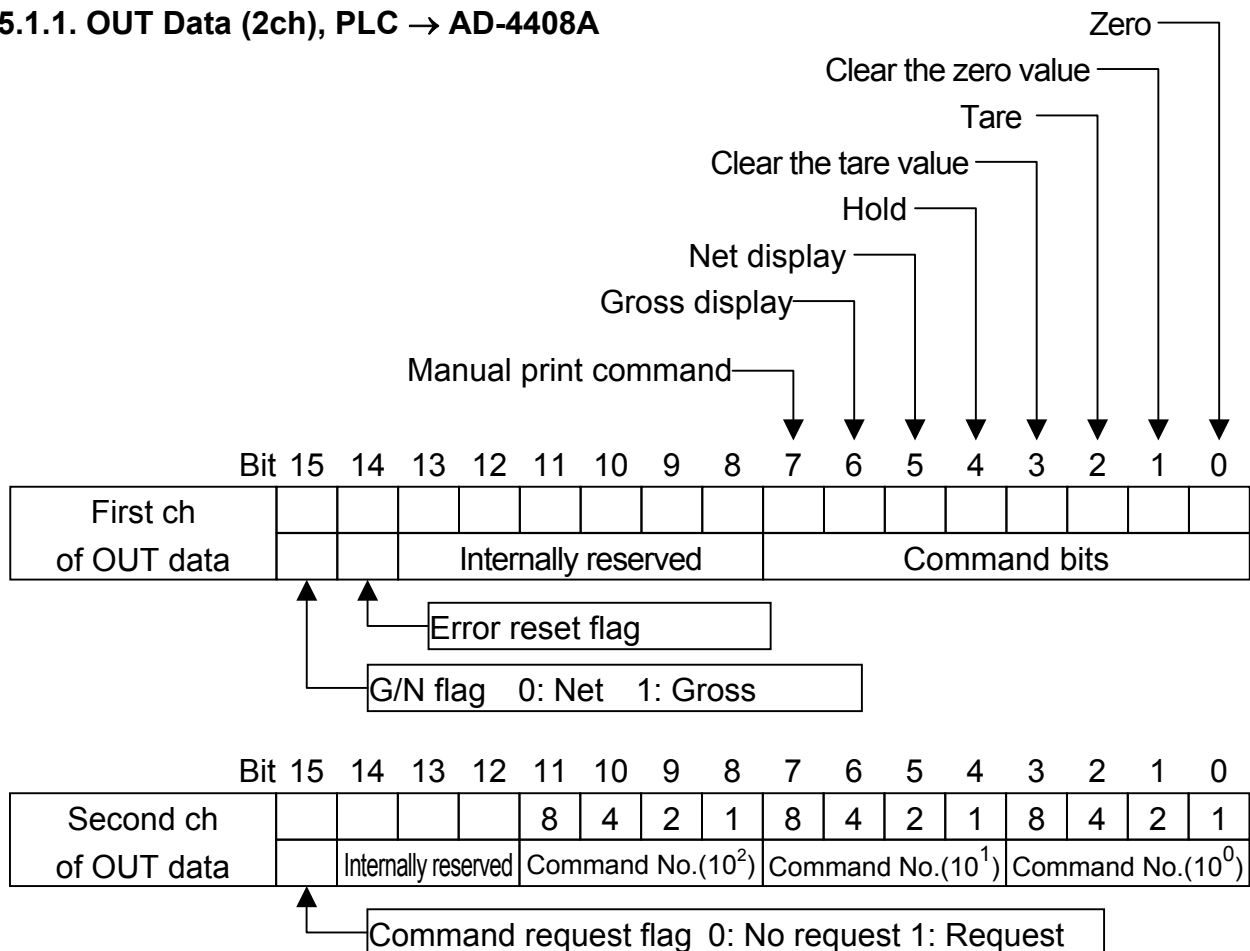 5.1.1. OUT Data (2ch), PLC → AD-4408A
Zero
Clear the zero value
Tare
Clear the tare value
Hold
Net display
Gross display
Manual print command
Bit 15 14 13 12 11 10 9 8 7 6 5 4 3 2 1 0
First ch
of OUT data
Internally reserved Command bits
Error reset flag
G/N flag 0: Net 1: Gross
Bit 15 14 13 12 11 10 9 8 7 6 5 4 3 2 1 0
Second ch 8 4 2 1 8 4 2 1 8 4 2 1
of OUT data Internally reserved Command No.(10²) Command No.(10¹) Command No.(10⁰)
Command request flag 0: No request 1: Request